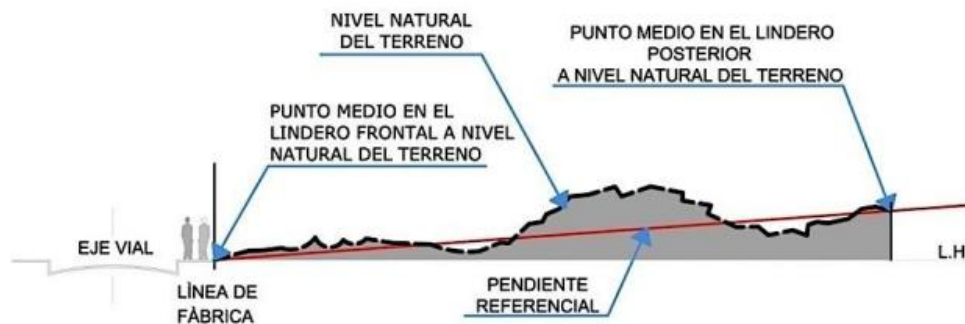 NIVEL NATURAL
DEL TERRENO
PUNTO MEDIO EN EL LINDERO
POSTERIOR
A NIVEL NATURAL DEL TERRENO
PUNTO MEDIO EN EL
LINDERO FRONTAL A NIVEL
NATURAL DEL TERRENO
EJE VIAL
L.H
PENDIENTE
REFERENCIAL
LÌNEA DE
FÀBRICA